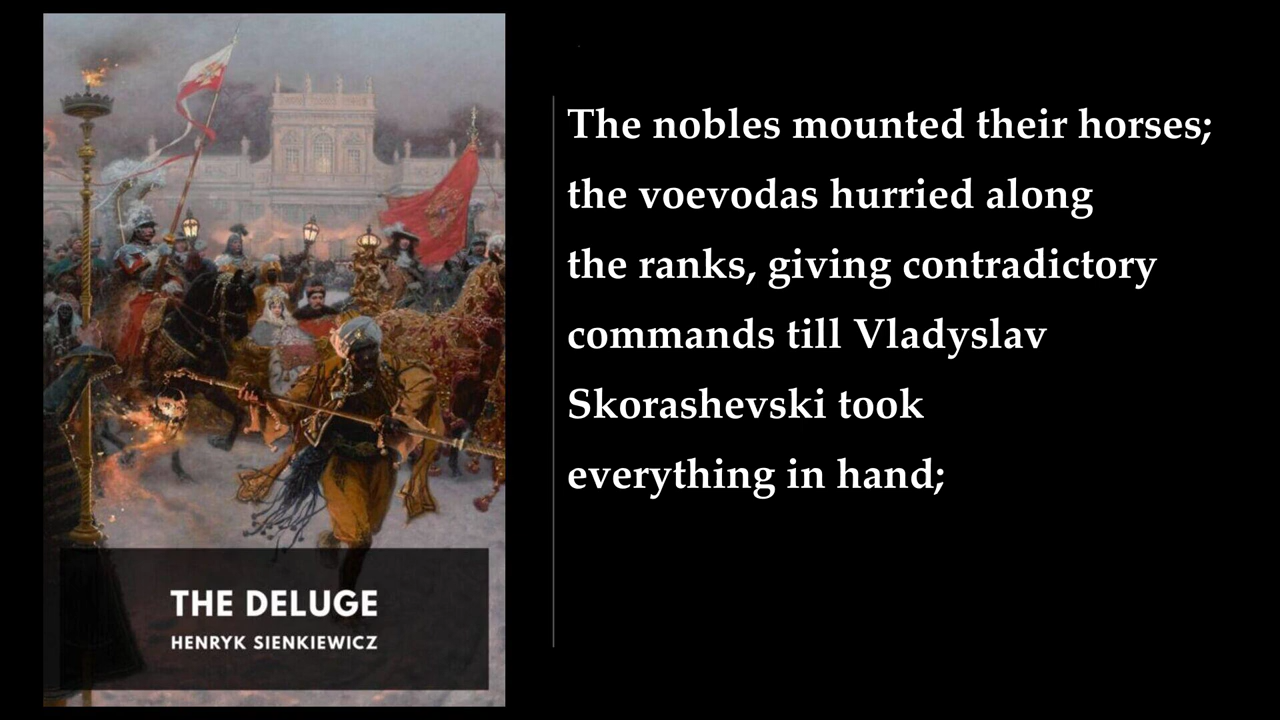 The nobles mounted their horses;
the voevodas hurried along
the ranks, giving contradictory
commands till Vladyslav
Skorashevski took
everything in hand;
THE DELUGE
HENRYK SIENKIEWICZ